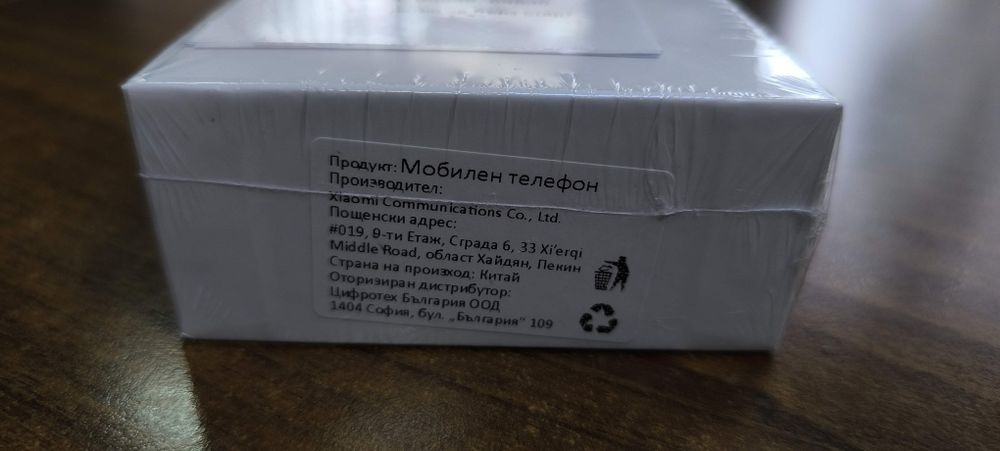 Продукт: Мобилен телефон
Производител:
Xiaomi Communications Co., Ltd.
Пощенски адрес:
#019, 9-ти Етаж, Сграда 6, 33 Xi'erqi
Middle Road, област Хайдян, Пекин
Страна на произход: Китай
Оторизиран дистрибутор:
Цифротех България ООД
1404 София, бул. „България" 109